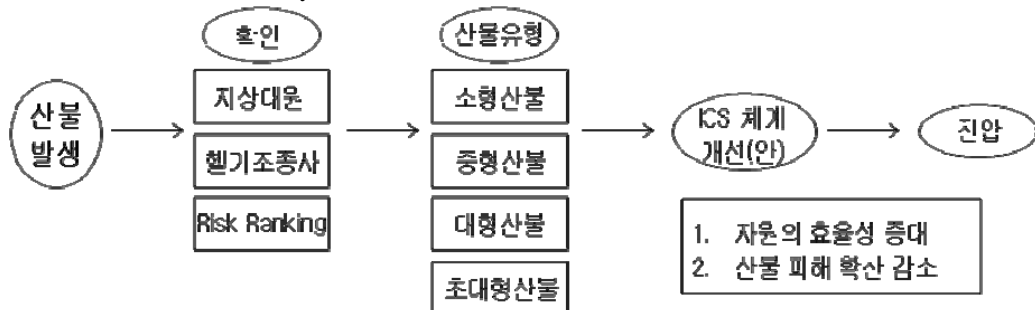 산불
발생
확인
지상대원
헬기조종사
Risk Ranking
산불유형
소형산불
중형산불
대형산불
초대형산불
ICS 체계
개선(안)
진압
1. 자원의 효율성 증대
2. 산불 피해 확산 감소